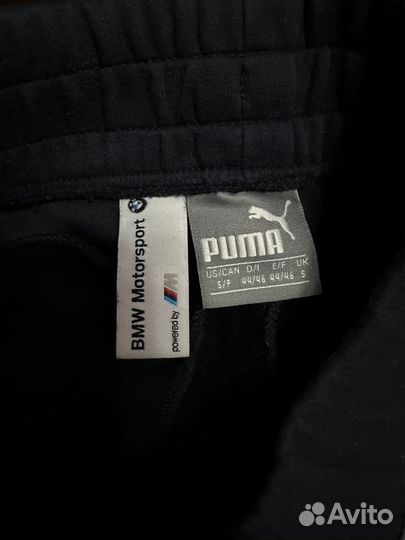 BMW Motorsport
powered by M
PUMA
US/CAN D/I E/F UK
S/P 44/46 44/46 S
Avito